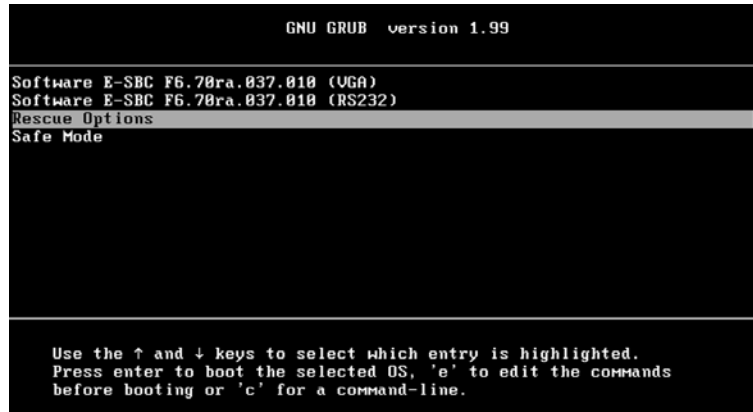 GNU GRUB version 1.99
Software E-SBC F6.70ra.037.010 (VGA)
Software E-SBC F6.70ra.037.010 (RS232)
Rescue Options
Safe Mode
Use the ↑ and ↓ keys to select which entry is highlighted.
Press enter to boot the selected OS, 'e' to edit the commands
before booting or 'c' for a command-line.